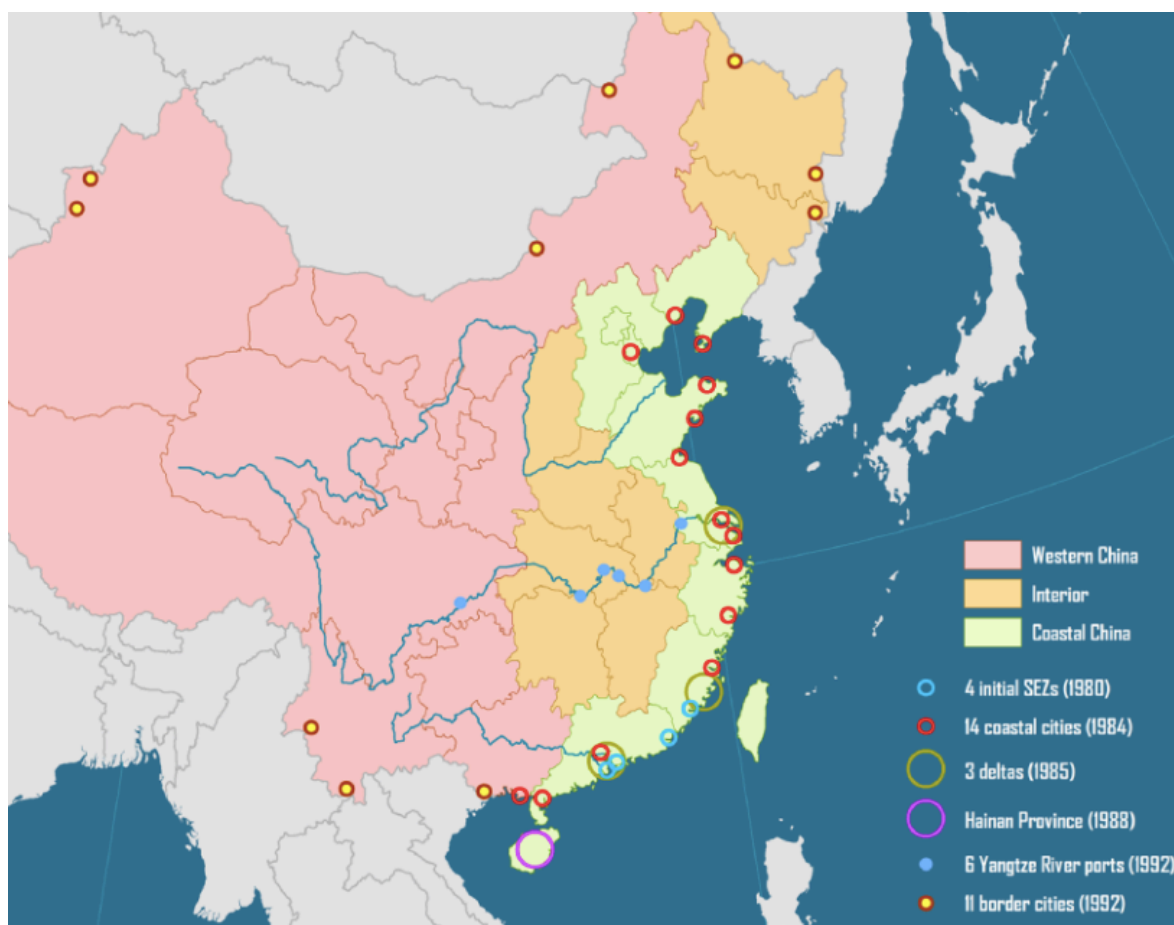 Western China
Interior
Coastal China
4 initial SEZs (1980)
14 coastal cities (1984)
3 deltas (1985)
Hainan Province (1988)
6 Yangtze River ports (1992)
11 border cities (1992)